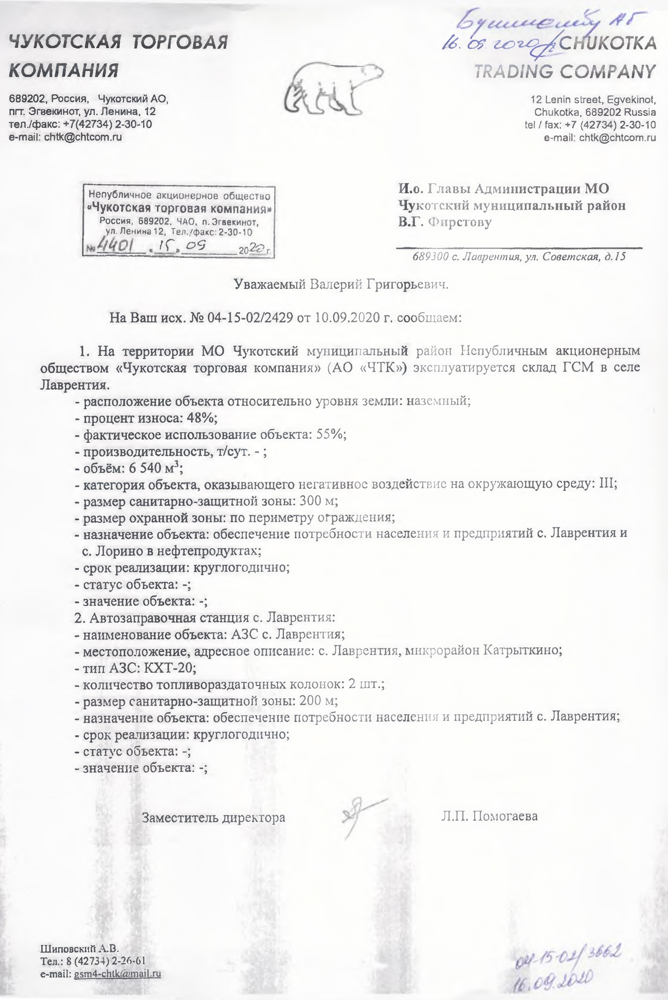 Бушмелёву АГ
16.09.2020
ЧУКОТСКАЯ ТОРГОВАЯ
КОМПАНИЯ
689202, Россия, Чукотский АО,
пгт. Эгвекинот, ул. Ленина, 12
тел./факс: +7(42734) 2-30-10
e-mail: chtk@chtcom.ru
CHUKOTKA
TRADING COMPANY
12 Lenin street, Egvekinot,
Chukotka, 689202 Russia
tel / fax: +7 (42734) 2-30-10
e-mail: chtk@chtcom.ru
Непубличное акционерное общество
«Чукотская торговая компания»
Россия, 689202, ЧАО, п. Эгвекинот,
ул. Ленина 12, Тел./факс: 2-30-10
№ 4401 « 15 » 09 2020 г.
И.о. Главы Администрации МО
Чукотский муниципальный район
В.Г. Фирстову
689300 с. Лаврентия, ул. Советская, д.15
Уважаемый Валерий Григорьевич.
На Ваш исх. № 04-15-02/2429 от 10.09.2020 г. сообщаем:
1. На территории МО Чукотский муниципальный район Непубличным акционерным
обществом «Чукотская торговая компания» (АО «ЧТК») эксплуатируется склад ГСМ в селе
Лаврентия.
- расположение объекта относительно уровня земли: наземный;
- процент износа: 48%;
- фактическое использование объекта: 55%;
- производительность, т/сут. - ;
- объём: 6 540 м³;
- категория объекта, оказывающего негативное воздействие на окружающую среду: III;
- размер санитарно-защитной зоны: 300 м;
- размер охранной зоны: по периметру ограждения;
- назначение объекта: обеспечение потребности населения и предприятий с. Лаврентия и
с. Лорино в нефтепродуктах;
- срок реализации: круглогодично;
- статус объекта: -;
- значение объекта: -;
2. Автозаправочная станция с. Лаврентия:
- наименование объекта: АЗС с. Лаврентия;
- местоположение, адресное описание: с. Лаврентия, микрорайон Катрыткино;
- тип АЗС: КХТ-20;
- количество топливораздаточных колонок: 2 шт.;
- размер санитарно-защитной зоны: 200 м;
- назначение объекта: обеспечение потребности населения и предприятий с. Лаврентия;
- срок реализации: круглогодично;
- статус объекта: -;
- значение объекта: -;
Заместитель директора Л.П. Помогаева
Шиповский А.В.
Тел.: 8 (42734) 2-26-61
e-mail: gsm4-chtk@mail.ru
04-15-02/3662
16.09.2020